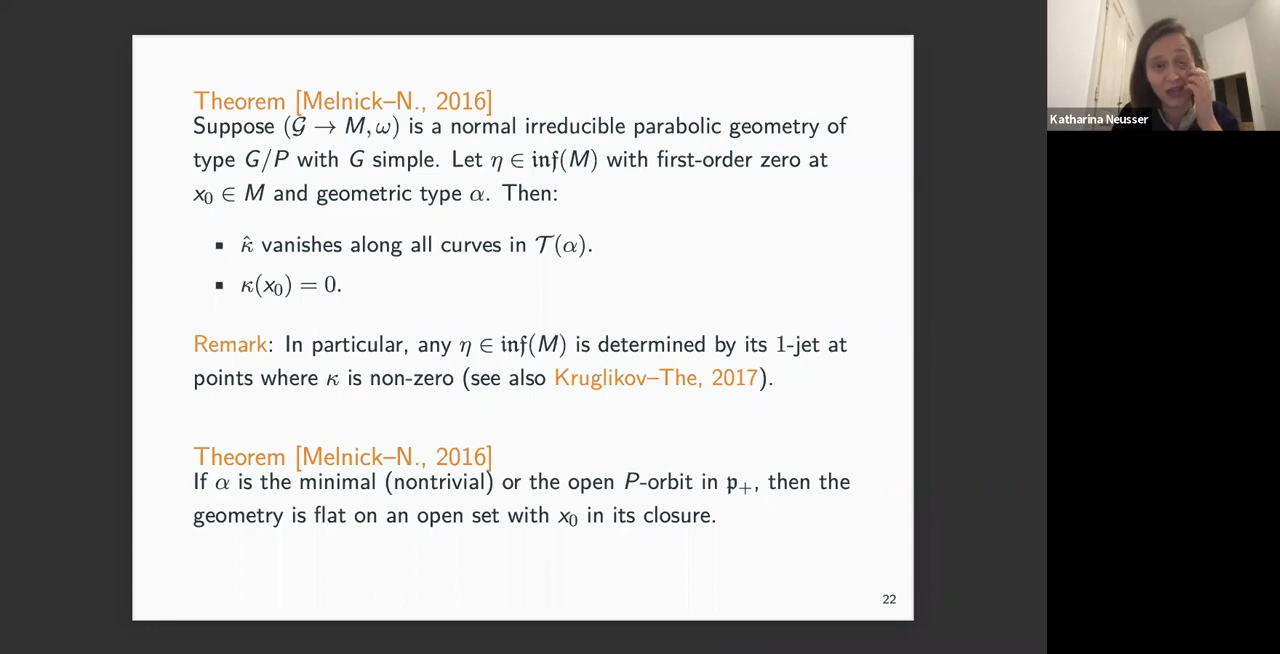 Theorem [Melnick–N., 2016]
Suppose (𝒢 → M, ω) is a normal irreducible parabolic geometry of
type G/P with G simple. Let η ∈ 𝔦𝔫𝔣(M) with first-order zero at
x₀ ∈ M and geometric type α. Then:
▪ κ̂ vanishes along all curves in 𝒯(α).
▪ κ(x₀) = 0.
Remark: In particular, any η ∈ 𝔦𝔫𝔣(M) is determined by its 1-jet at
points where κ is non-zero (see also Kruglikov–The, 2017).
Theorem [Melnick–N., 2016]
If α is the minimal (nontrivial) or the open P-orbit in 𝔭₊, then the
geometry is flat on an open set with x₀ in its closure.
22
Katharina Neusser